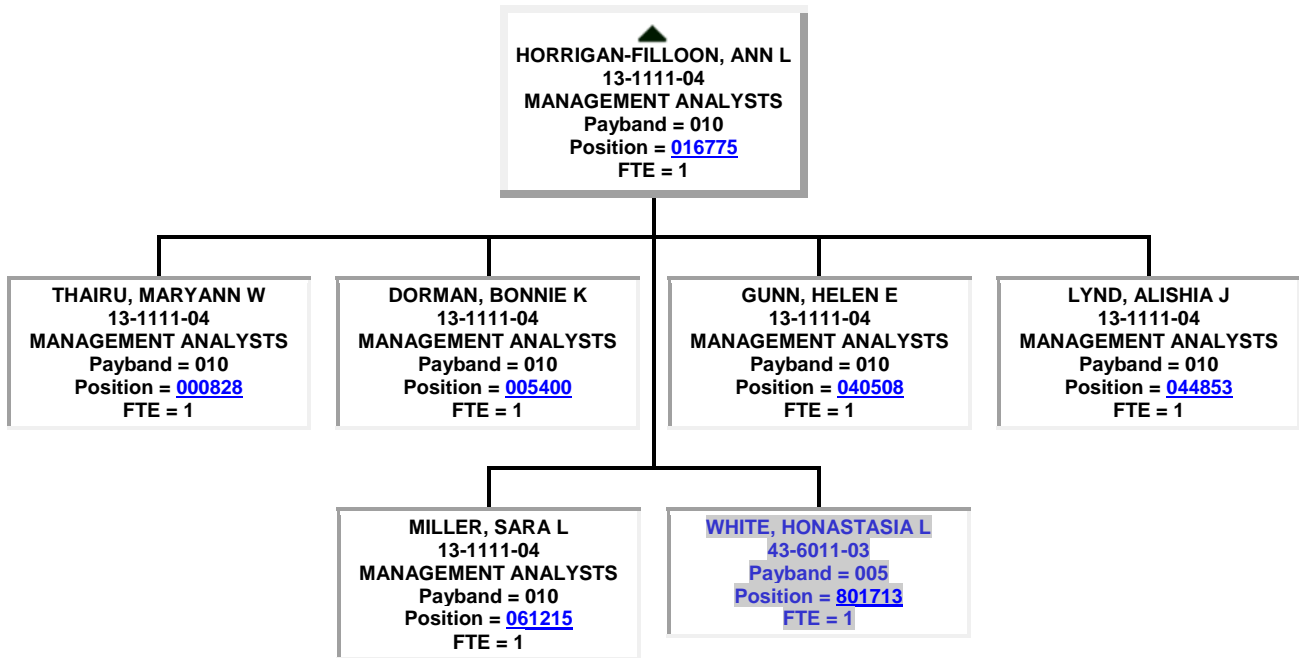 HORRIGAN-FILLOON, ANN L
13-1111-04
MANAGEMENT ANALYSTS
Payband = 010
Position = 016775
FTE = 1
THAIRU, MARYANN W
13-1111-04
MANAGEMENT ANALYSTS
Payband = 010
Position = 000828
FTE = 1
DORMAN, BONNIE K
13-1111-04
MANAGEMENT ANALYSTS
Payband = 010
Position = 005400
FTE = 1
GUNN, HELEN E
13-1111-04
MANAGEMENT ANALYSTS
Payband = 010
Position = 040508
FTE = 1
LYND, ALISHIA J
13-1111-04
MANAGEMENT ANALYSTS
Payband = 010
Position = 044853
FTE = 1
MILLER, SARA L
13-1111-04
MANAGEMENT ANALYSTS
Payband = 010
Position = 061215
FTE = 1
WHITE, HONASTASIA L
43-6011-03
Payband = 005
Position = 801713
FTE = 1